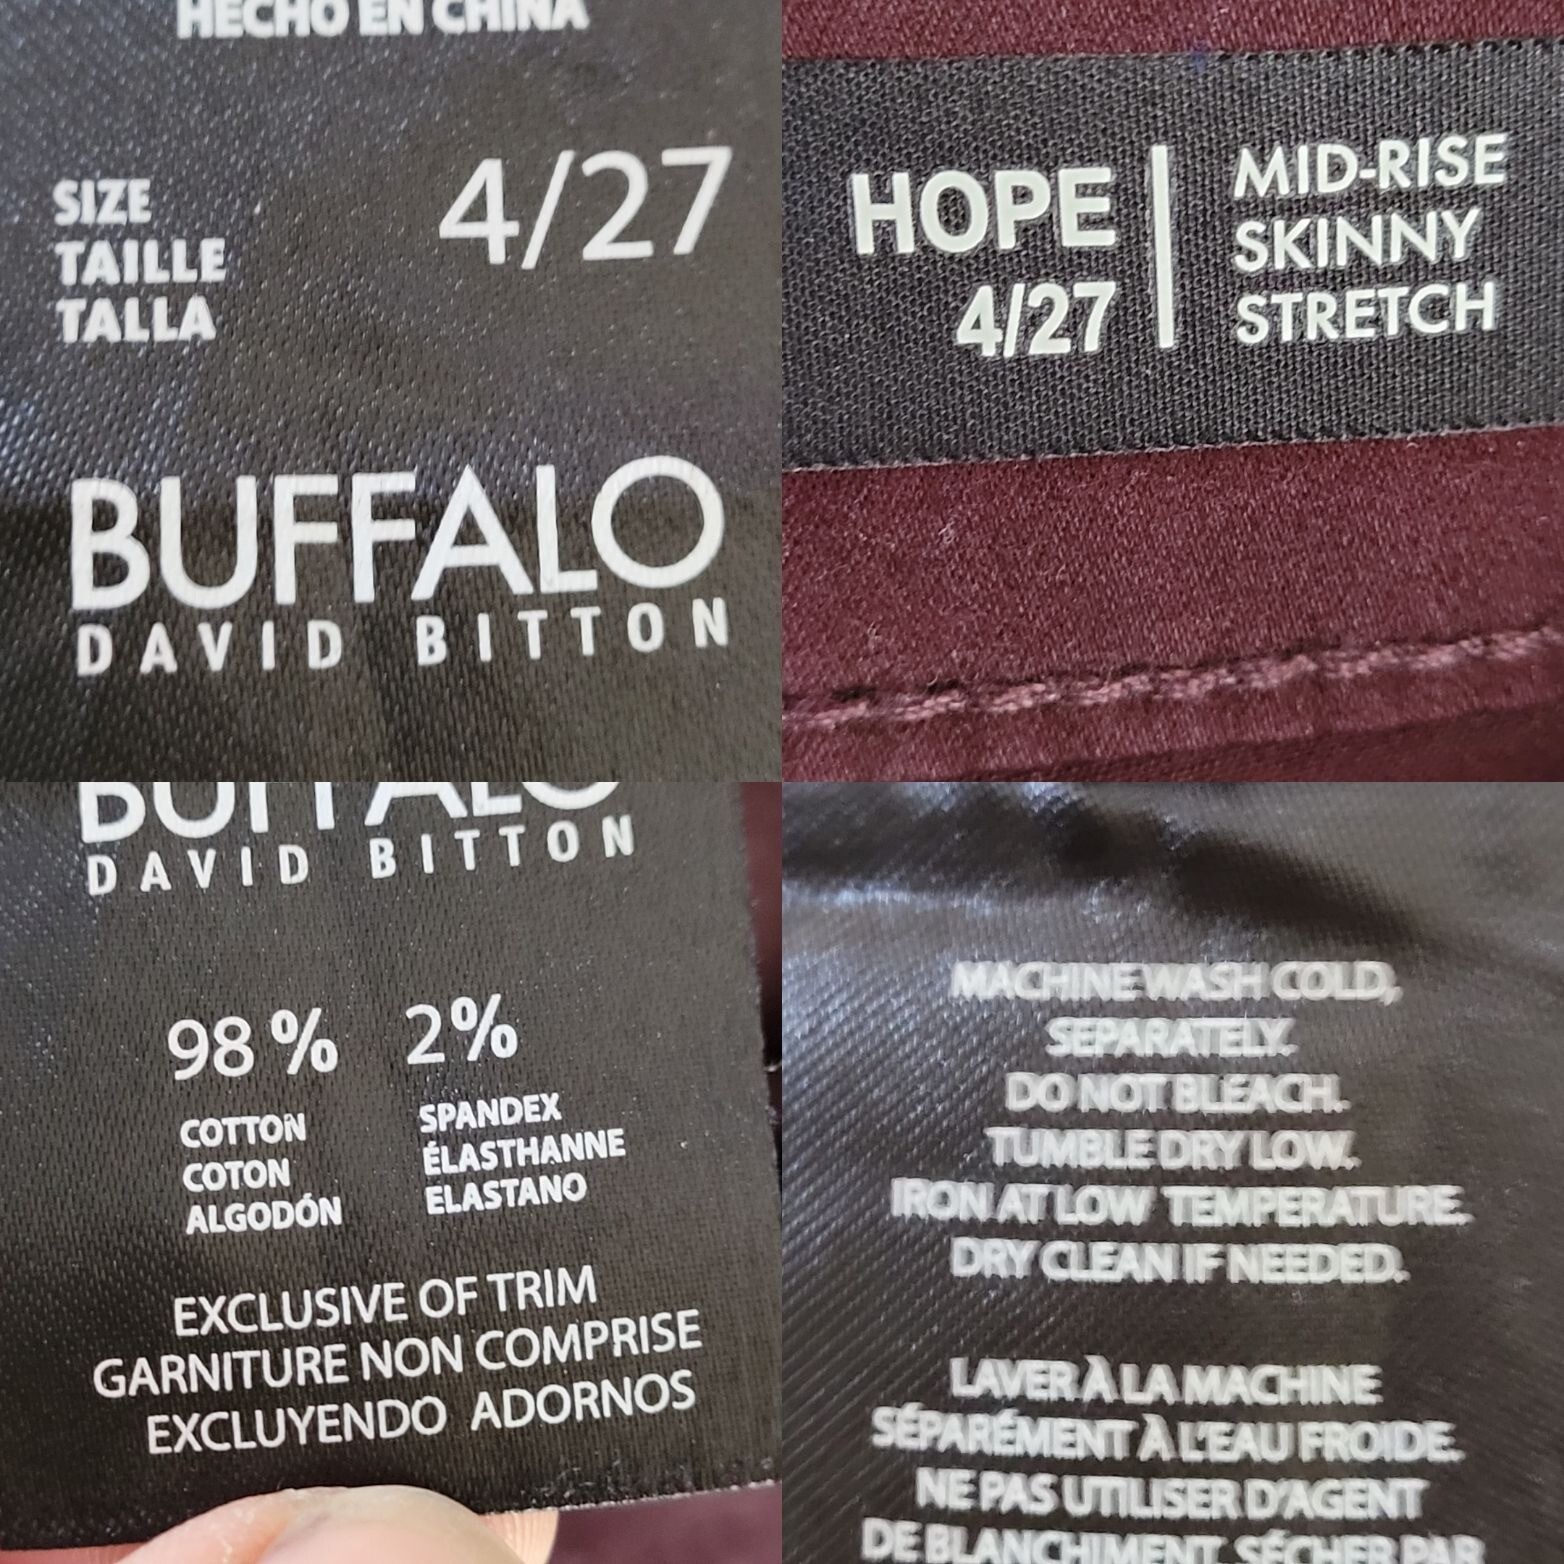 HECHO EN CHINA
SIZE
TAILLE
TALLA
4/27
BUFFALO
DAVID BITTON
HOPE
4/27
MID-RISE
SKINNY
STRETCH
BUFFALO
DAVID BITTON
98% 2%
COTTON
COTON
ALGODÓN
SPANDEX
ÉLASTHANNE
ELASTANO
EXCLUSIVE OF TRIM
GARNITURE NON COMPRISE
EXCLUYENDO ADORNOS
MACHINE WASH COLD,
SEPARATELY.
DO NOT BLEACH.
TUMBLE DRY LOW.
IRON AT LOW TEMPERATURE.
DRY CLEAN IF NEEDED.
LAVER À LA MACHINE
SÉPARÉMENT À L'EAU FROIDE.
NE PAS UTILISER D'AGENT
DE BLANCHIMENT. SÉCHER PAR